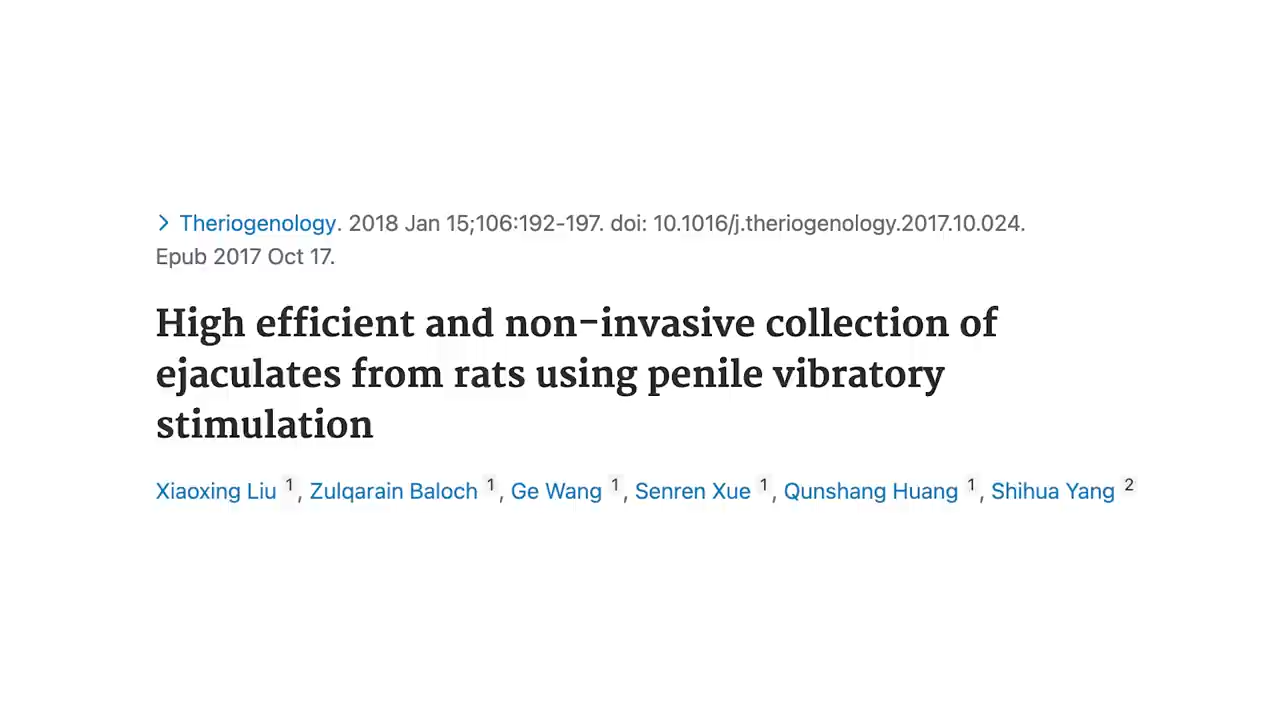 > Theriogenology. 2018 Jan 15;106:192-197. doi: 10.1016/j.theriogenology.2017.10.024.
Epub 2017 Oct 17.
High efficient and non-invasive collection of
ejaculates from rats using penile vibratory
stimulation
Xiaoxing Liu 1, Zulqarain Baloch 1, Ge Wang 1, Senren Xue 1, Qunshang Huang 1, Shihua Yang 2